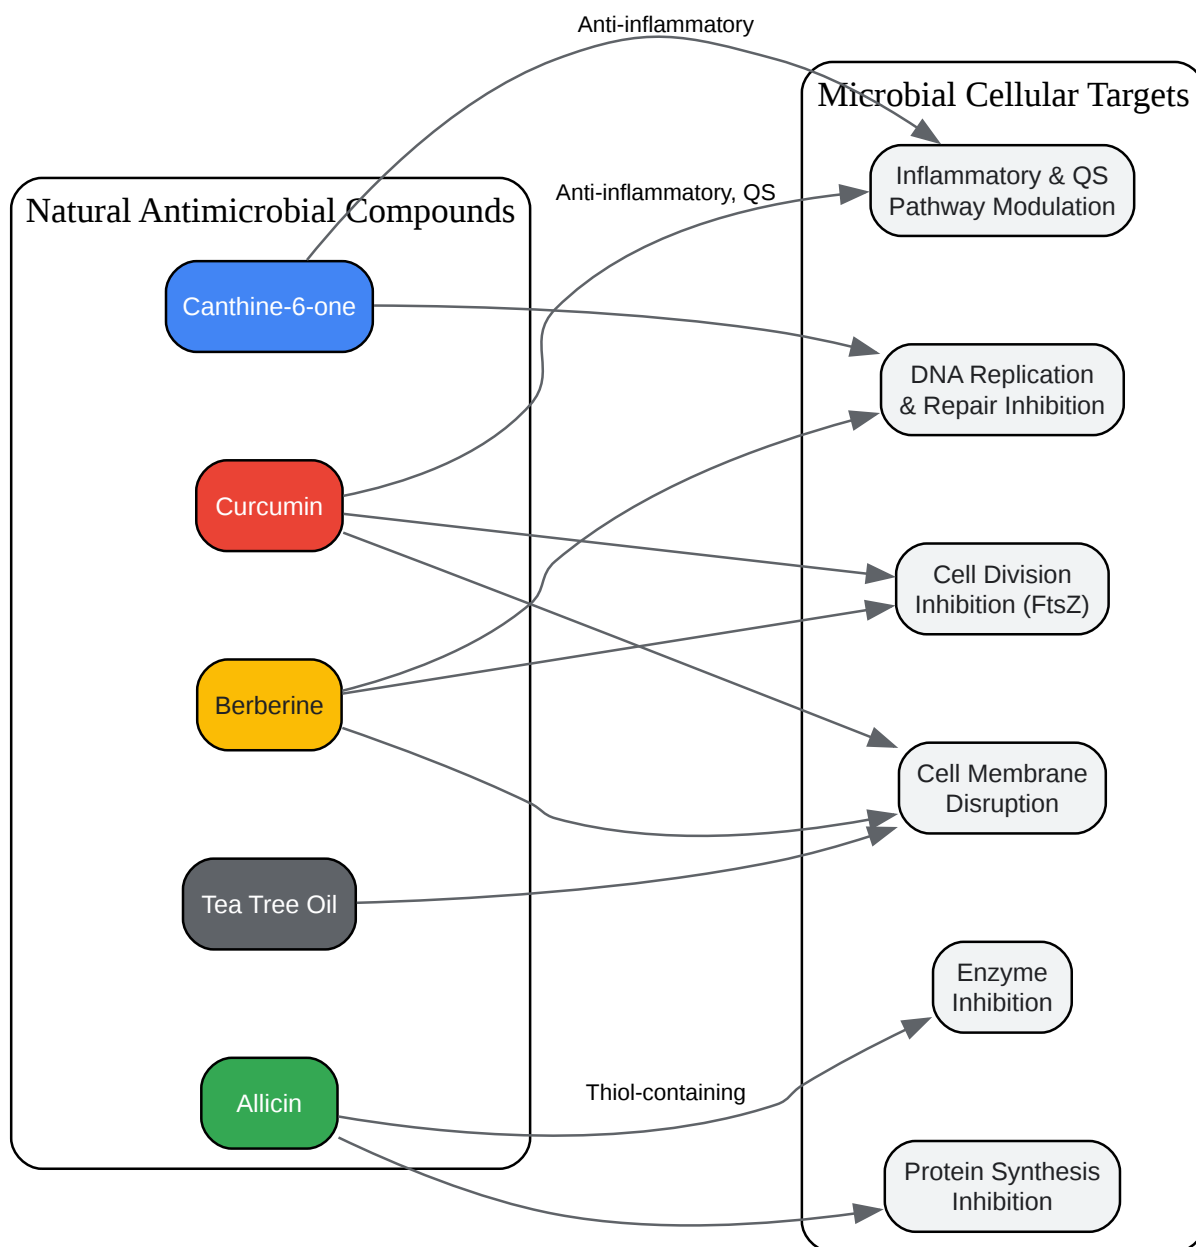 Anti-inflammatory
Microbial Cellular Targets
Inflammatory & QS
Pathway Modulation
Anti-inflammatory, QS
Natural Antimicrobial Compounds
Canthine-6-one
DNA Replication
& Repair Inhibition
Curcumin
Cell Division
Inhibition (FtsZ)
Berberine
Cell Membrane
Disruption
Tea Tree Oil
Enzyme
Inhibition
Thiol-containing
Allicin
Protein Synthesis
Inhibition